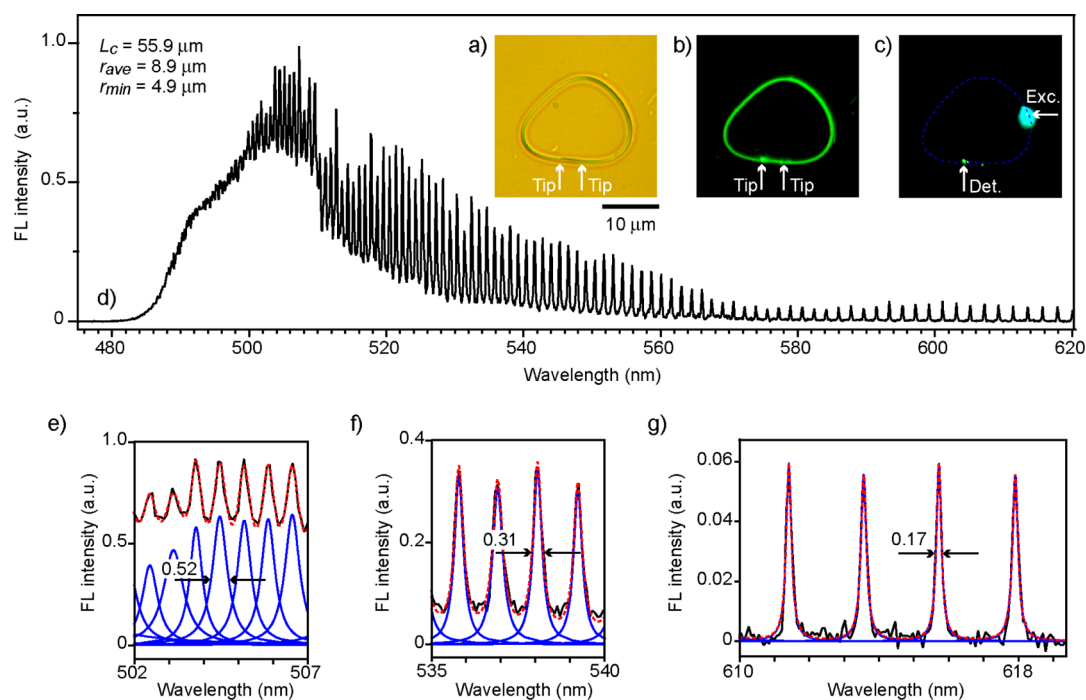 L_c = 55.9 μm
r_ave = 8.9 μm
r_min = 4.9 μm
a)
b)
c)
Tip
Tip
Tip
Tip
Exc.
Det.
10 μm
d)
FL intensity (a.u.)
1.0
0.5
0
480
500
520
540
560
580
600
620
Wavelength (nm)
e)
FL intensity (a.u.)
1.0
0.5
0
0.52
502
507
Wavelength (nm)
f)
FL intensity (a.u.)
0.4
0.2
0
0.31
535
540
Wavelength (nm)
g)
FL intensity (a.u.)
0.06
0.04
0.02
0
0.17
610
618
Wavelength (nm)